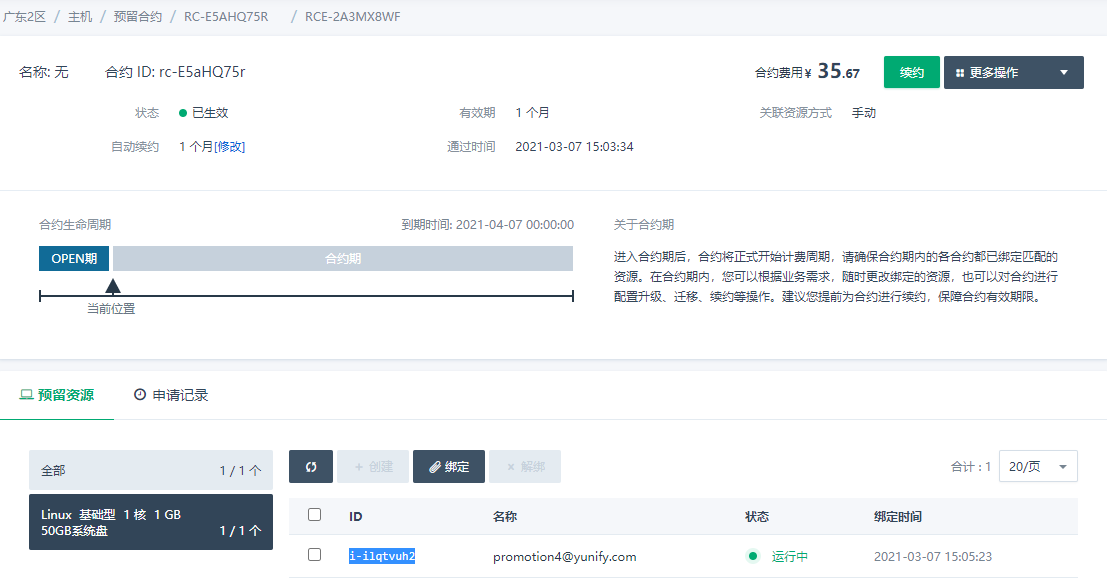 广东2区 / 主机 / 预留合约 / RC-E5AHQ75R / RCE-2A3MX8WF
名称: 无 合约 ID: rc-E5aHQ75r 合约费用¥ 35.67 续约 更多操作
状态 已生效 有效期 1 个月 关联资源方式 手动
自动续约 1 个月[修改] 通过时间 2021-03-07 15:03:34
合约生命周期 到期时间: 2021-04-07 00:00:00
OPEN期 合约期
当前位置
关于合约期
进入合约期后，合约将正式开始计费周期，请确保合约期内的各合约都已绑定匹配的
资源。在合约期内，您可以根据业务需求，随时更改绑定的资源，也可以对合约进行
配置升级、迁移、续约等操作。建议您提前为合约进行续约，保障合约有效期限。
预留资源 申请记录
全部 1 / 1 个
Linux 基础型 1 核 1 GB
50GB系统盘 1 / 1 个
+ 创建 绑定 × 解绑 合计 : 1 20/页
ID 名称 状态 绑定时间
i-i1qtvuh2 promotion4@yunify.com 运行中 2021-03-07 15:05:23